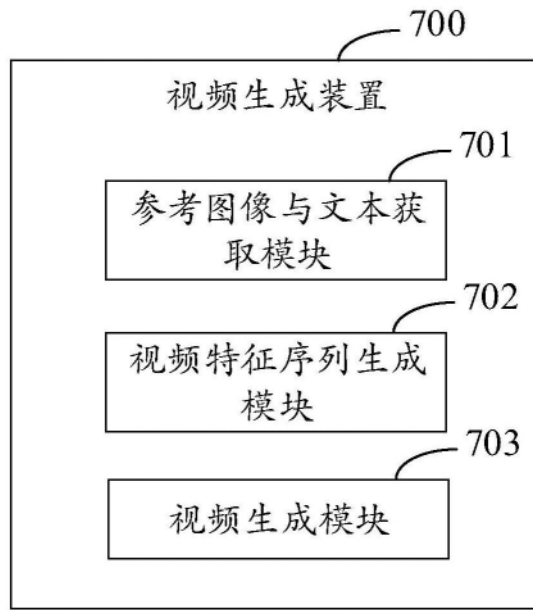 700
视频生成装置
701
参考图像与文本获
取模块
702
视频特征序列生成
模块
703
视频生成模块